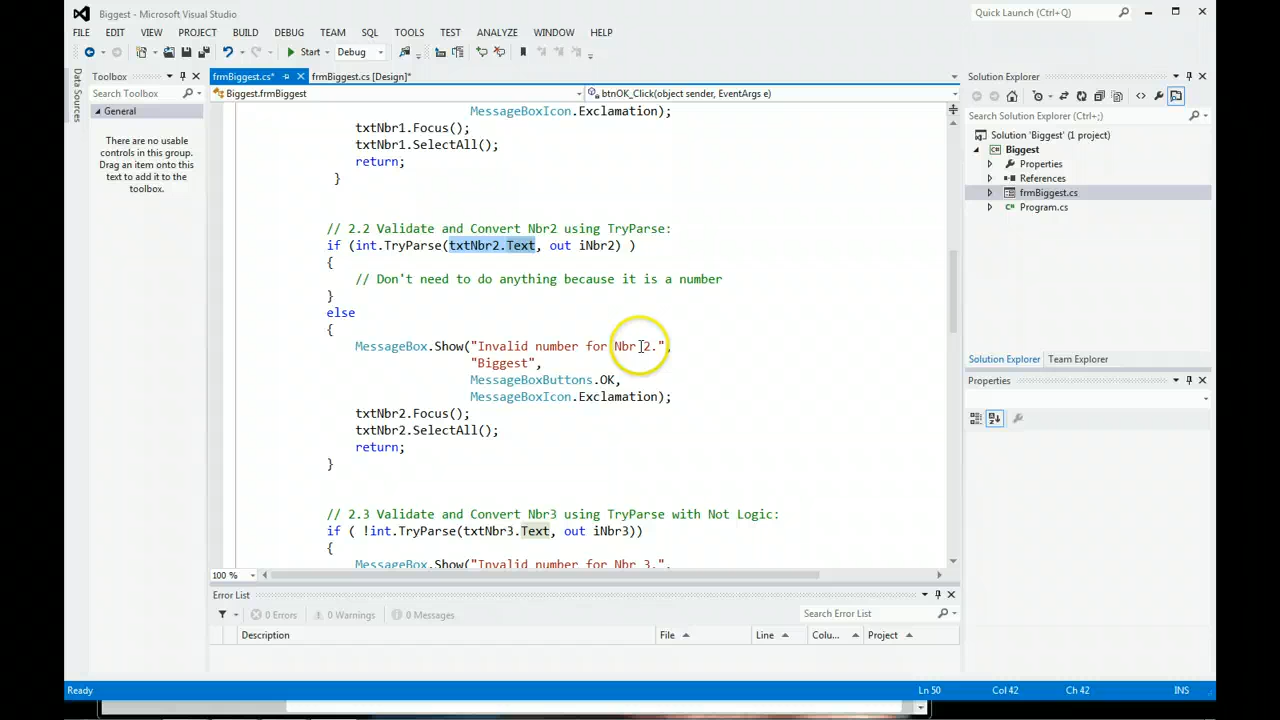 Biggest - Microsoft Visual Studio
Quick Launch (Ctrl+Q)
FILE EDIT VIEW PROJECT BUILD DEBUG TEAM SQL TOOLS TEST ANALYZE WINDOW HELP
Start Debug
Data Sources
Toolbox
Search Toolbox
General
There are no usable
controls in this group.
Drag an item onto this
text to add it to the
toolbox.
frmBiggest.cs* frmBiggest.cs [Design]*
Biggest.frmBiggest btnOK_Click(object sender, EventArgs e)
MessageBoxIcon.Exclamation);
txtNbr1.Focus();
txtNbr1.SelectAll();
return;
}
// 2.2 Validate and Convert Nbr2 using TryParse:
if (int.TryParse(txtNbr2.Text, out iNbr2) )
{
// Don't need to do anything because it is a number
}
else
{
MessageBox.Show("Invalid number for Nbr 2.",
"Biggest",
MessageBoxButtons.OK,
MessageBoxIcon.Exclamation);
txtNbr2.Focus();
txtNbr2.SelectAll();
return;
}
// 2.3 Validate and Convert Nbr3 using TryParse with Not Logic:
if ( !int.TryParse(txtNbr3.Text, out iNbr3))
{
MessageBox.Show("Invalid number for Nbr 3.",
100 %
Error List
0 Errors 0 Warnings 0 Messages
Search Error List
Description File Line Colu... Project
Solution Explorer
Search Solution Explorer (Ctrl+;)
Solution 'Biggest' (1 project)
Biggest
Properties
References
frmBiggest.cs
Program.cs
Solution Explorer Team Explorer
Properties
Ready Ln 50 Col 42 Ch 42 INS